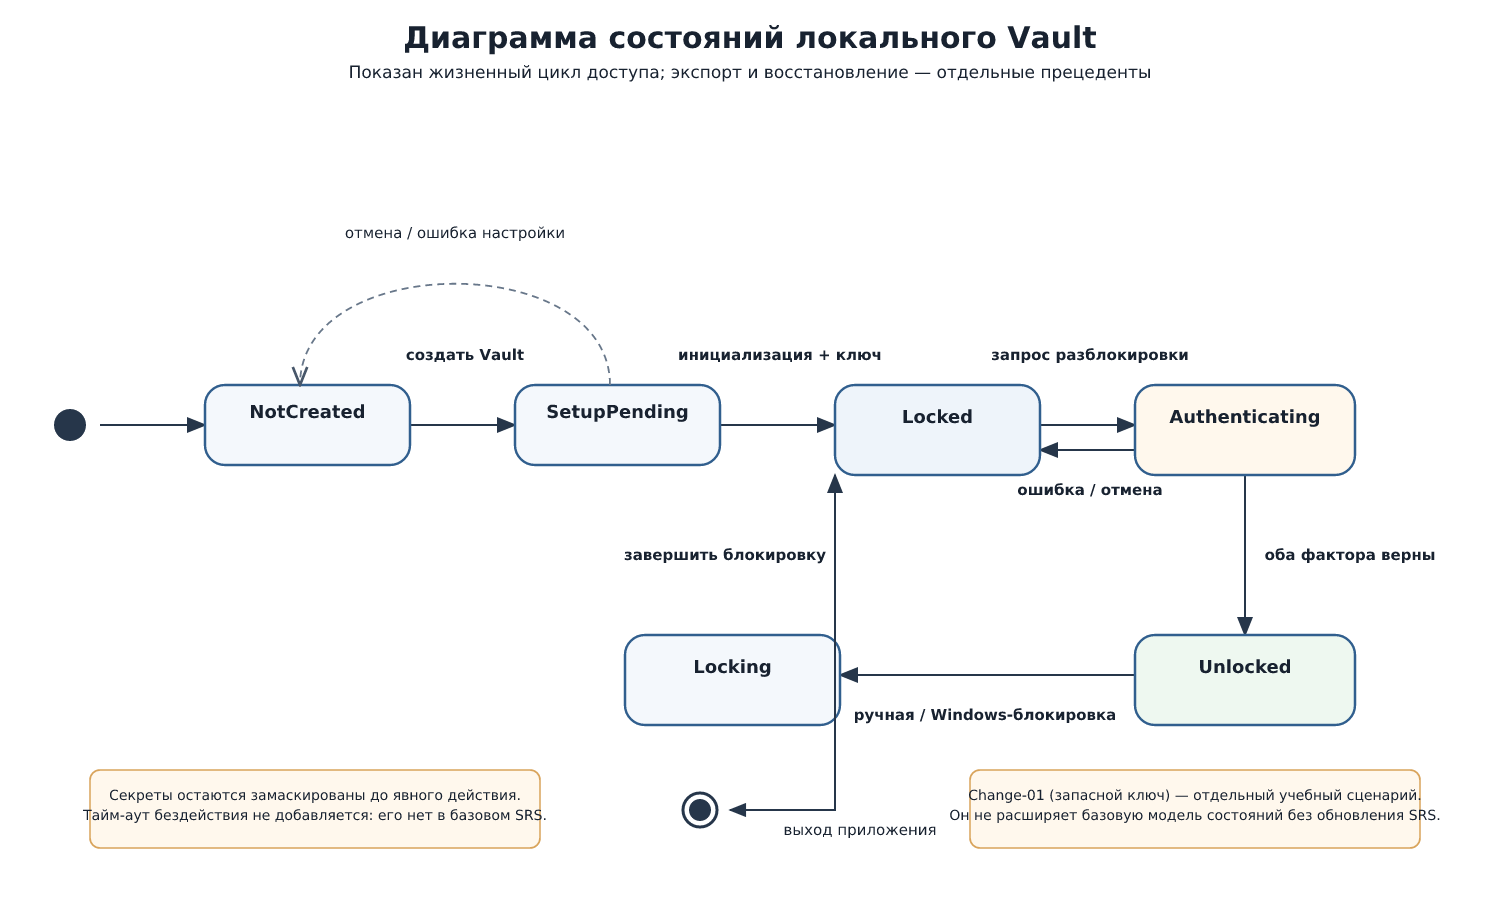 Диаграмма состояний локального Vault
Показан жизненный цикл доступа; экспорт и восстановление — отдельные прецеденты
отмена / ошибка настройки
создать Vault
инициализация + ключ
запрос разблокировки
NotCreated
SetupPending
Locked
Authenticating
ошибка / отмена
завершить блокировку
оба фактора верны
Locking
Unlocked
ручная / Windows-блокировка
Секреты остаются замаскированы до явного действия.
Тайм-аут бездействия не добавляется: его нет в базовом SRS.
выход приложения
Change-01 (запасной ключ) — отдельный учебный сценарий.
Он не расширяет базовую модель состояний без обновления SRS.